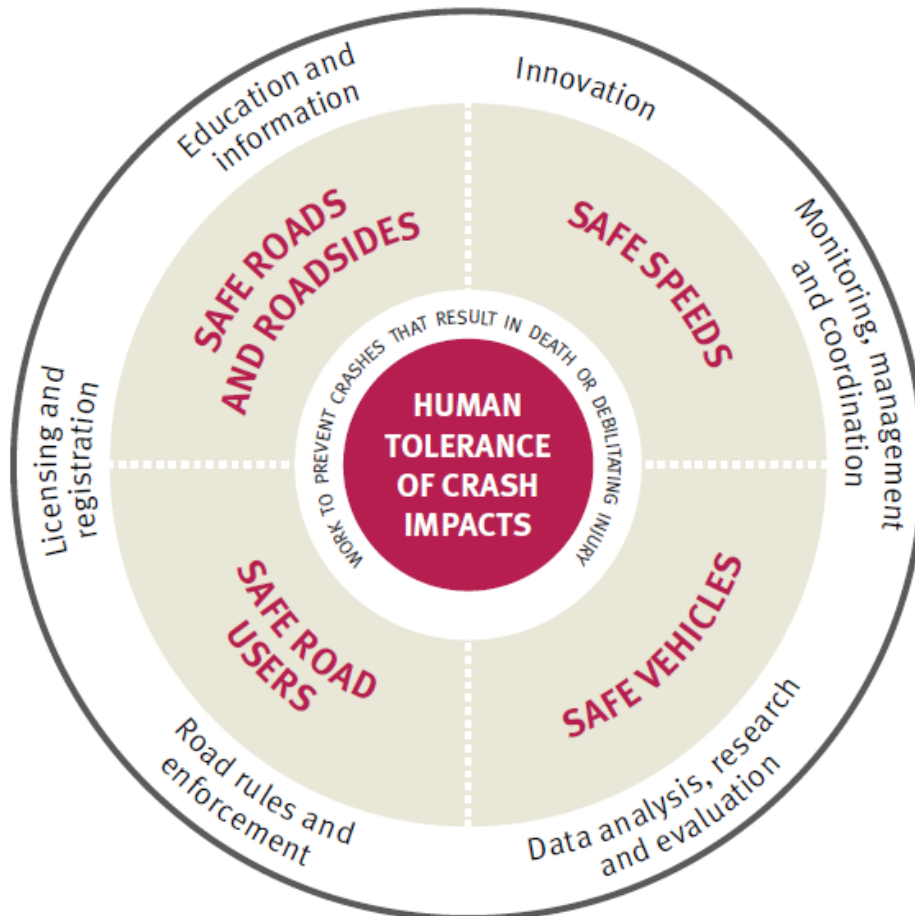 Education and
information
Innovation
Monitoring, management
and coordination
Data analysis, research
and evaluation
Road rules and
enforcement
Licensing and
registration
SAFE ROADS
AND ROADSIDES
SAFE SPEEDS
SAFE VEHICLES
SAFE ROAD
USERS
WORK TO PREVENT CRASHES THAT RESULT IN DEATH OR DEBILITATING INJURY
HUMAN
TOLERANCE
OF CRASH
IMPACTS